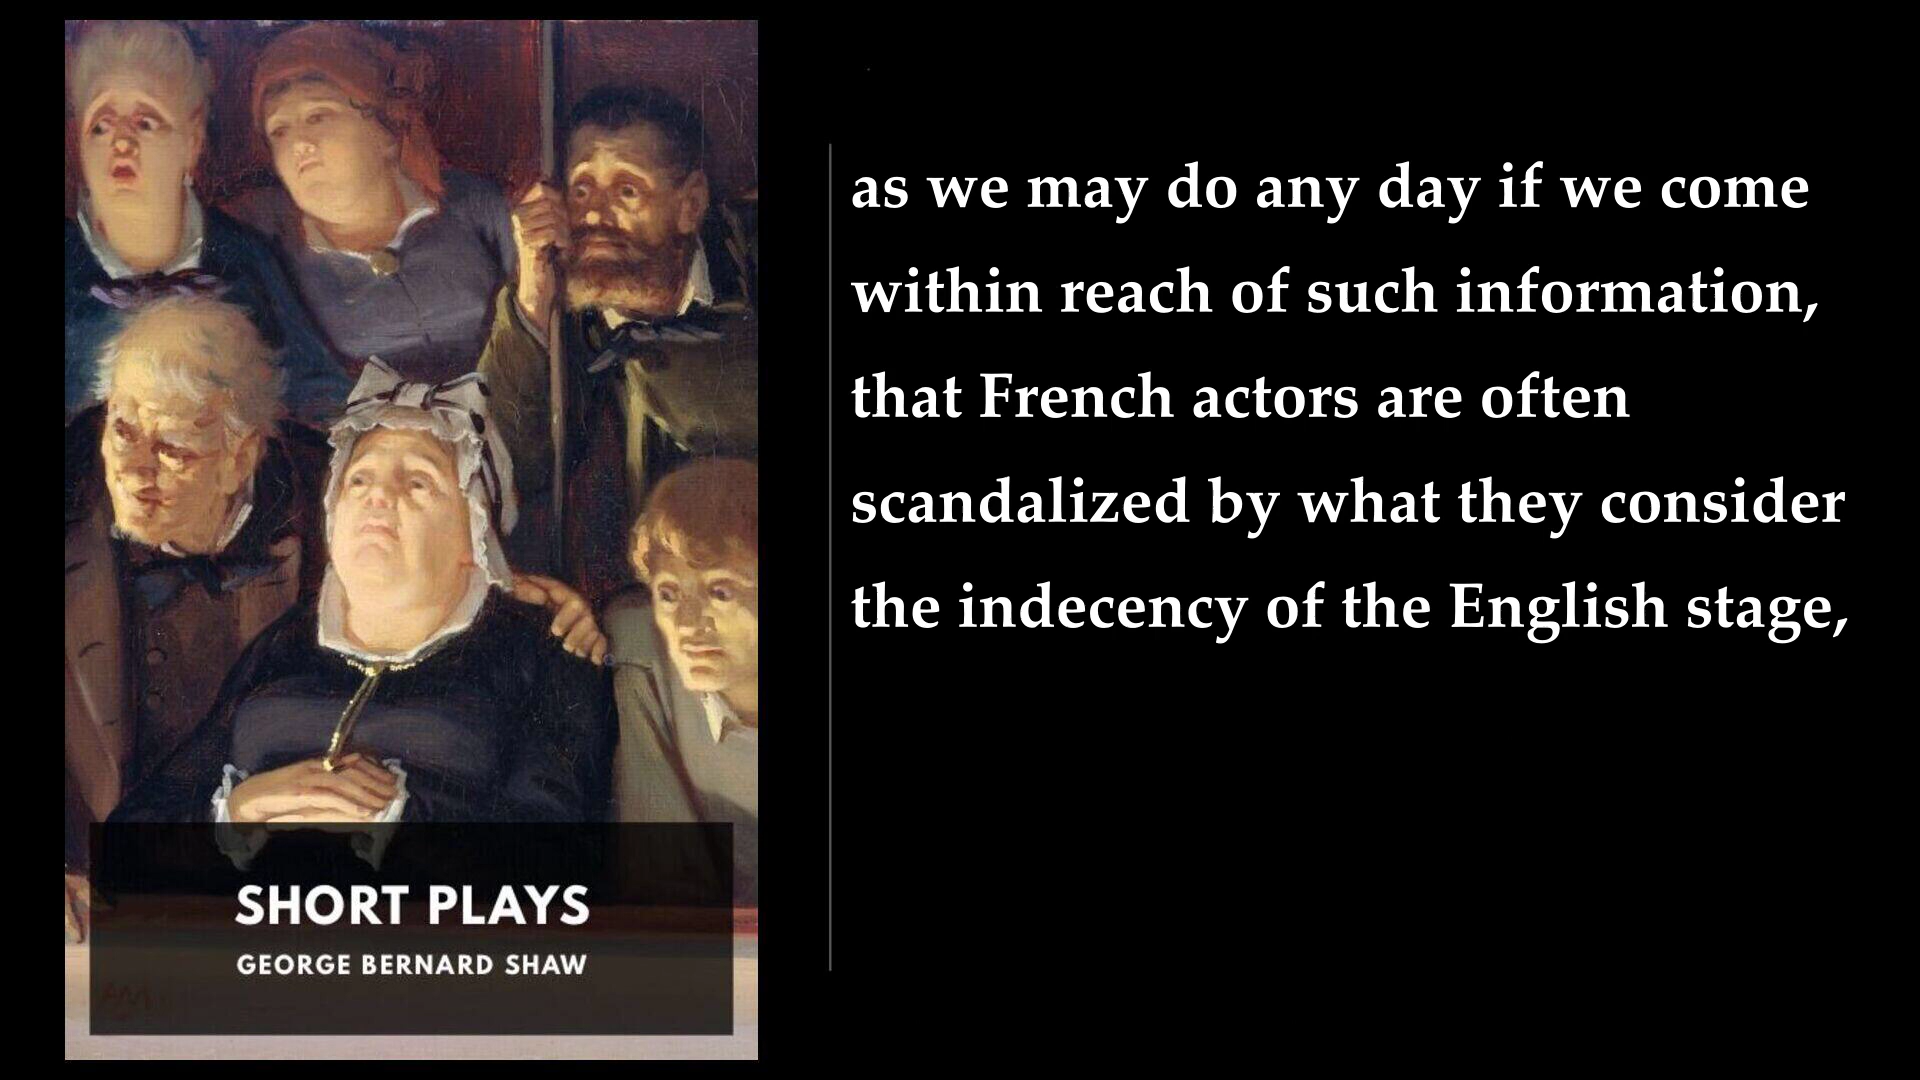 SHORT PLAYS
GEORGE BERNARD SHAW
as we may do any day if we come
within reach of such information,
that French actors are often
scandalized by what they consider
the indecency of the English stage,